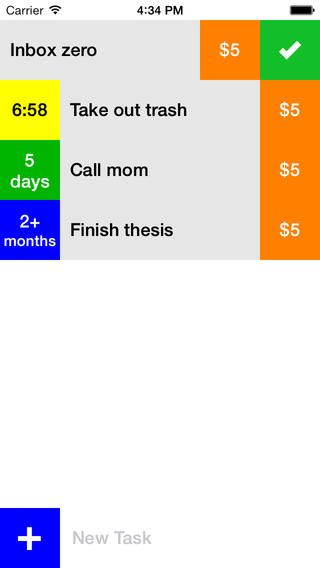 Carrier 4:34 PM
Inbox zero $5
6:58 Take out trash $5
5
days
Call mom $5
2+
months
Finish thesis $5
New Task